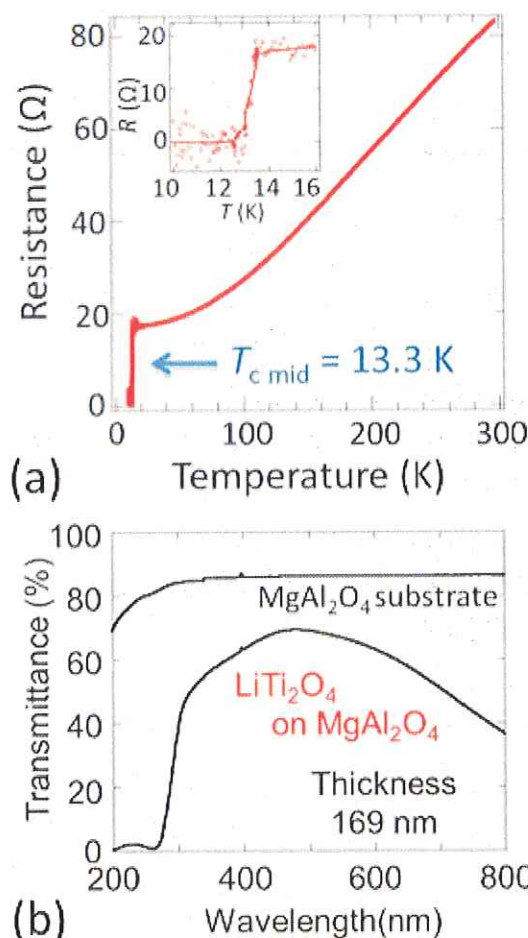 80
60
40
20
0
Resistance (Ω)
20
10
0
R (Ω)
10 12 14 16
T (K)
T c mid = 13.3 K
0 100 200 300
Temperature (K)
(a)
100
80
60
40
20
0
Transmittance (%)
MgAl₂O₄ substrate
LiTi₂O₄
on MgAl₂O₄
Thickness
169 nm
200 400 600 800
Wavelength(nm)
(b)